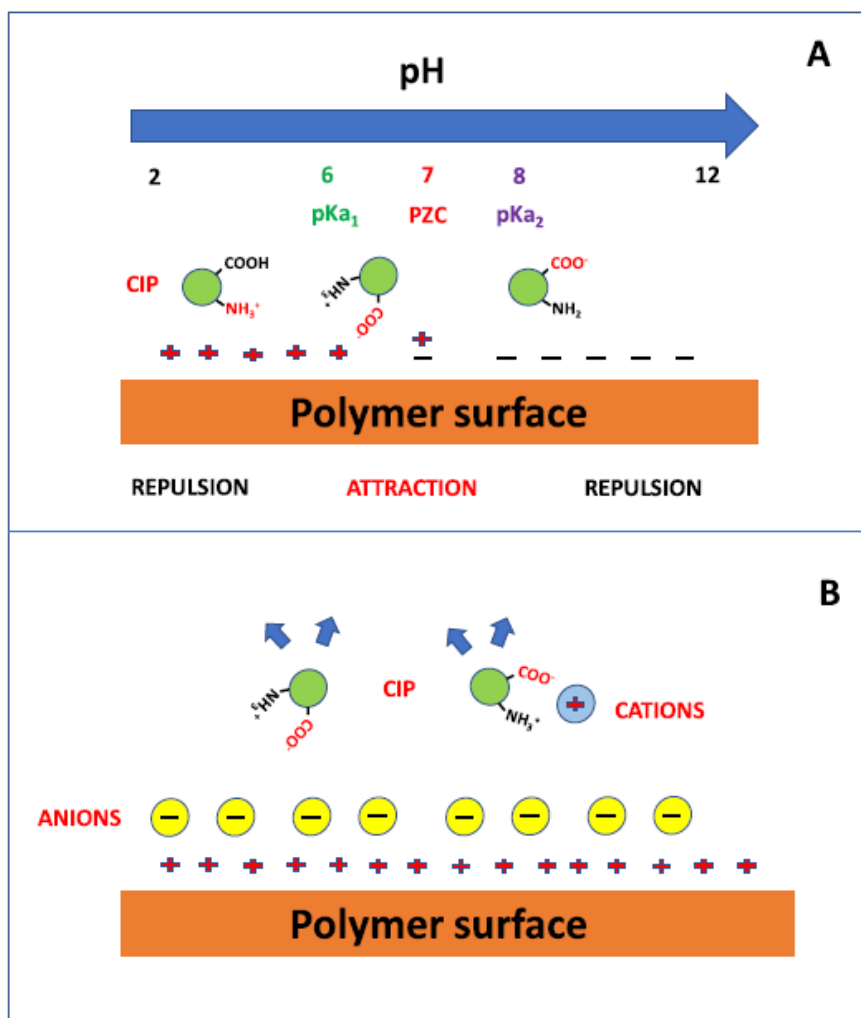 A
pH
2 6 7 8 12
pKa₁ PZC pKa₂
CIP
COOH
NH₃⁺
NH₃⁺
COO⁻
COO⁻
NH₂
+ + + + + +
− − − − − −
Polymer surface
REPULSION ATTRACTION REPULSION
B
CIP
NH₃⁺
COO⁻
COO⁻
NH₃⁺
+ CATIONS
ANIONS − − − − − − − −
+ + + + + + + + + + + + + + +
Polymer surface